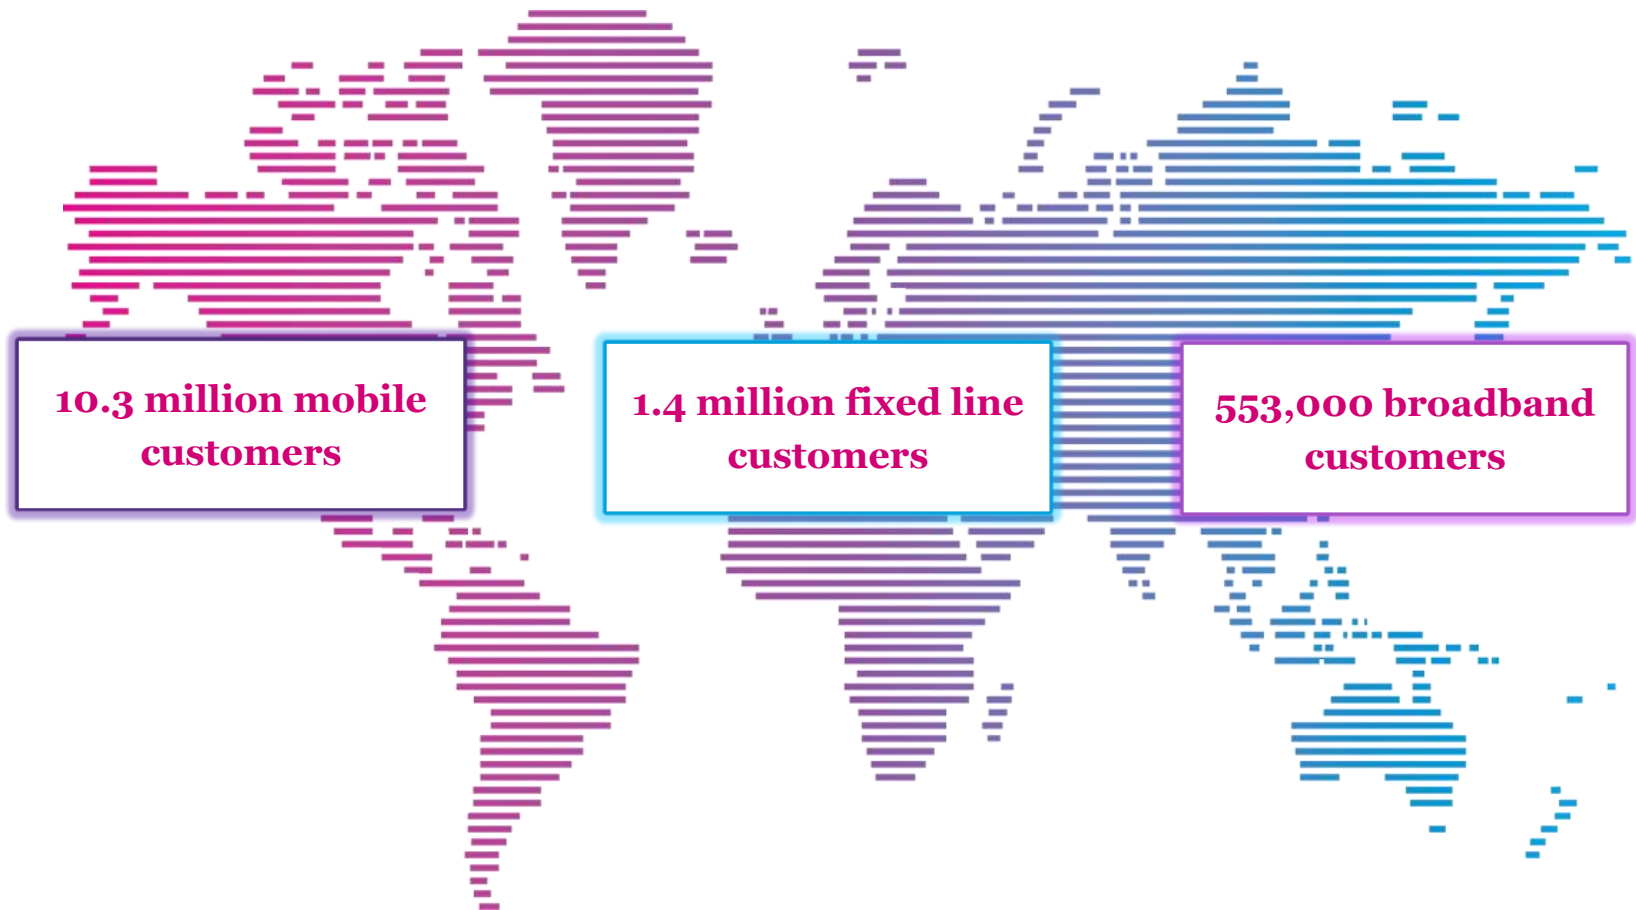 10.3 million mobile
customers
1.4 million fixed line
customers
553,000 broadband
customers